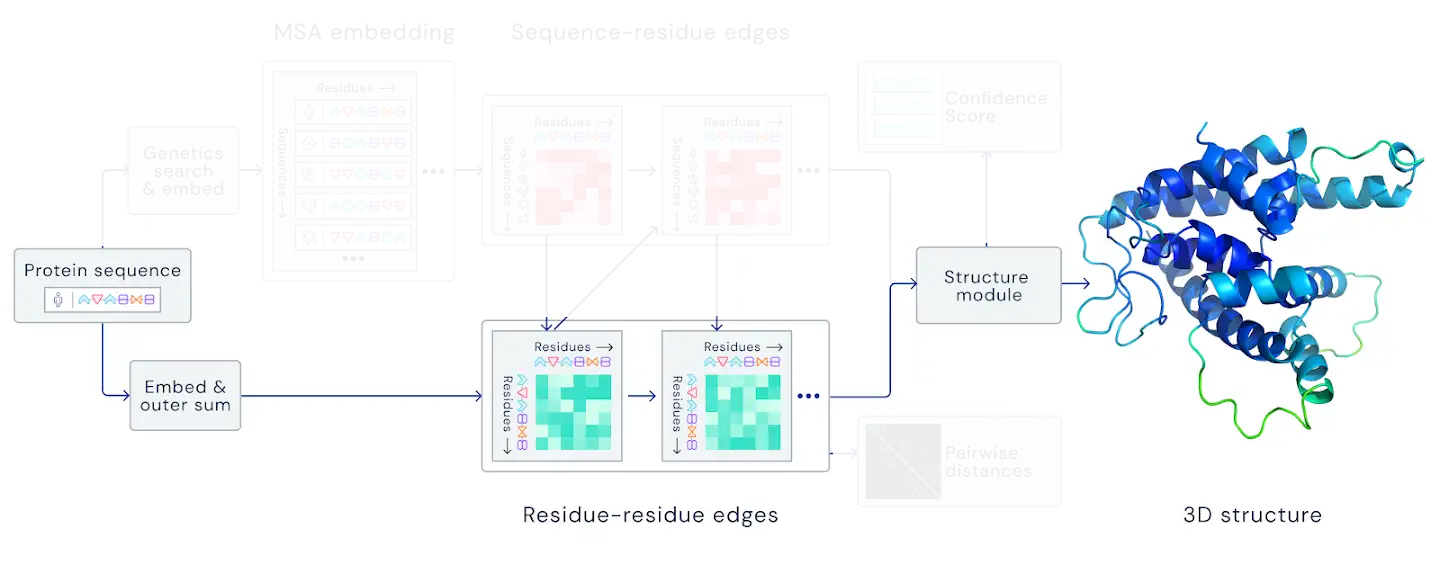 MSA embedding
Sequence-residue edges
Residues →
Sequences →
Genetics
search
& embed
Residues →
Sequences →
Residues →
Sequences →
Confidence
Score
Protein sequence
Embed &
outer sum
Residues →
Residues →
Residues →
Residues →
Structure
module
Pairwise
distances
Residue-residue edges
3D structure